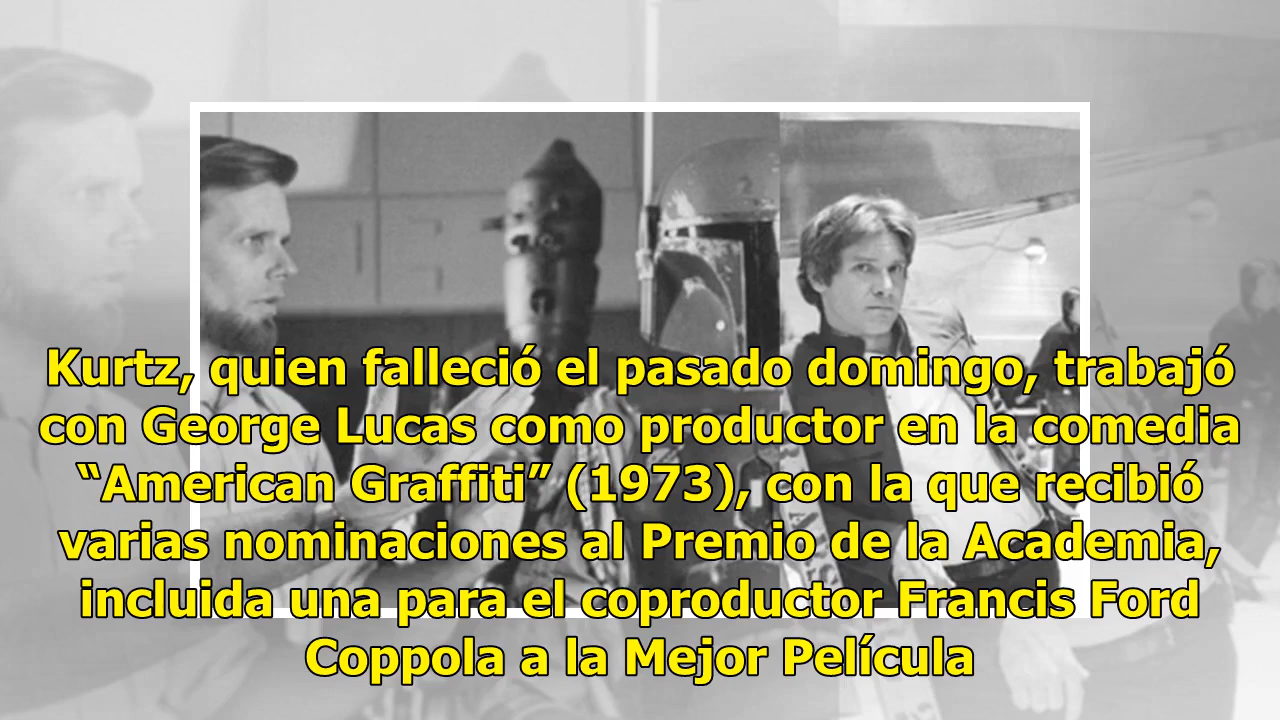 Kurtz, quien falleció el pasado domingo, trabajó
con George Lucas como productor en la comedia
“American Graffiti” (1973), con la que recibió
varias nominaciones al Premio de la Academia,
incluida una para el coproductor Francis Ford
Coppola a la Mejor Película